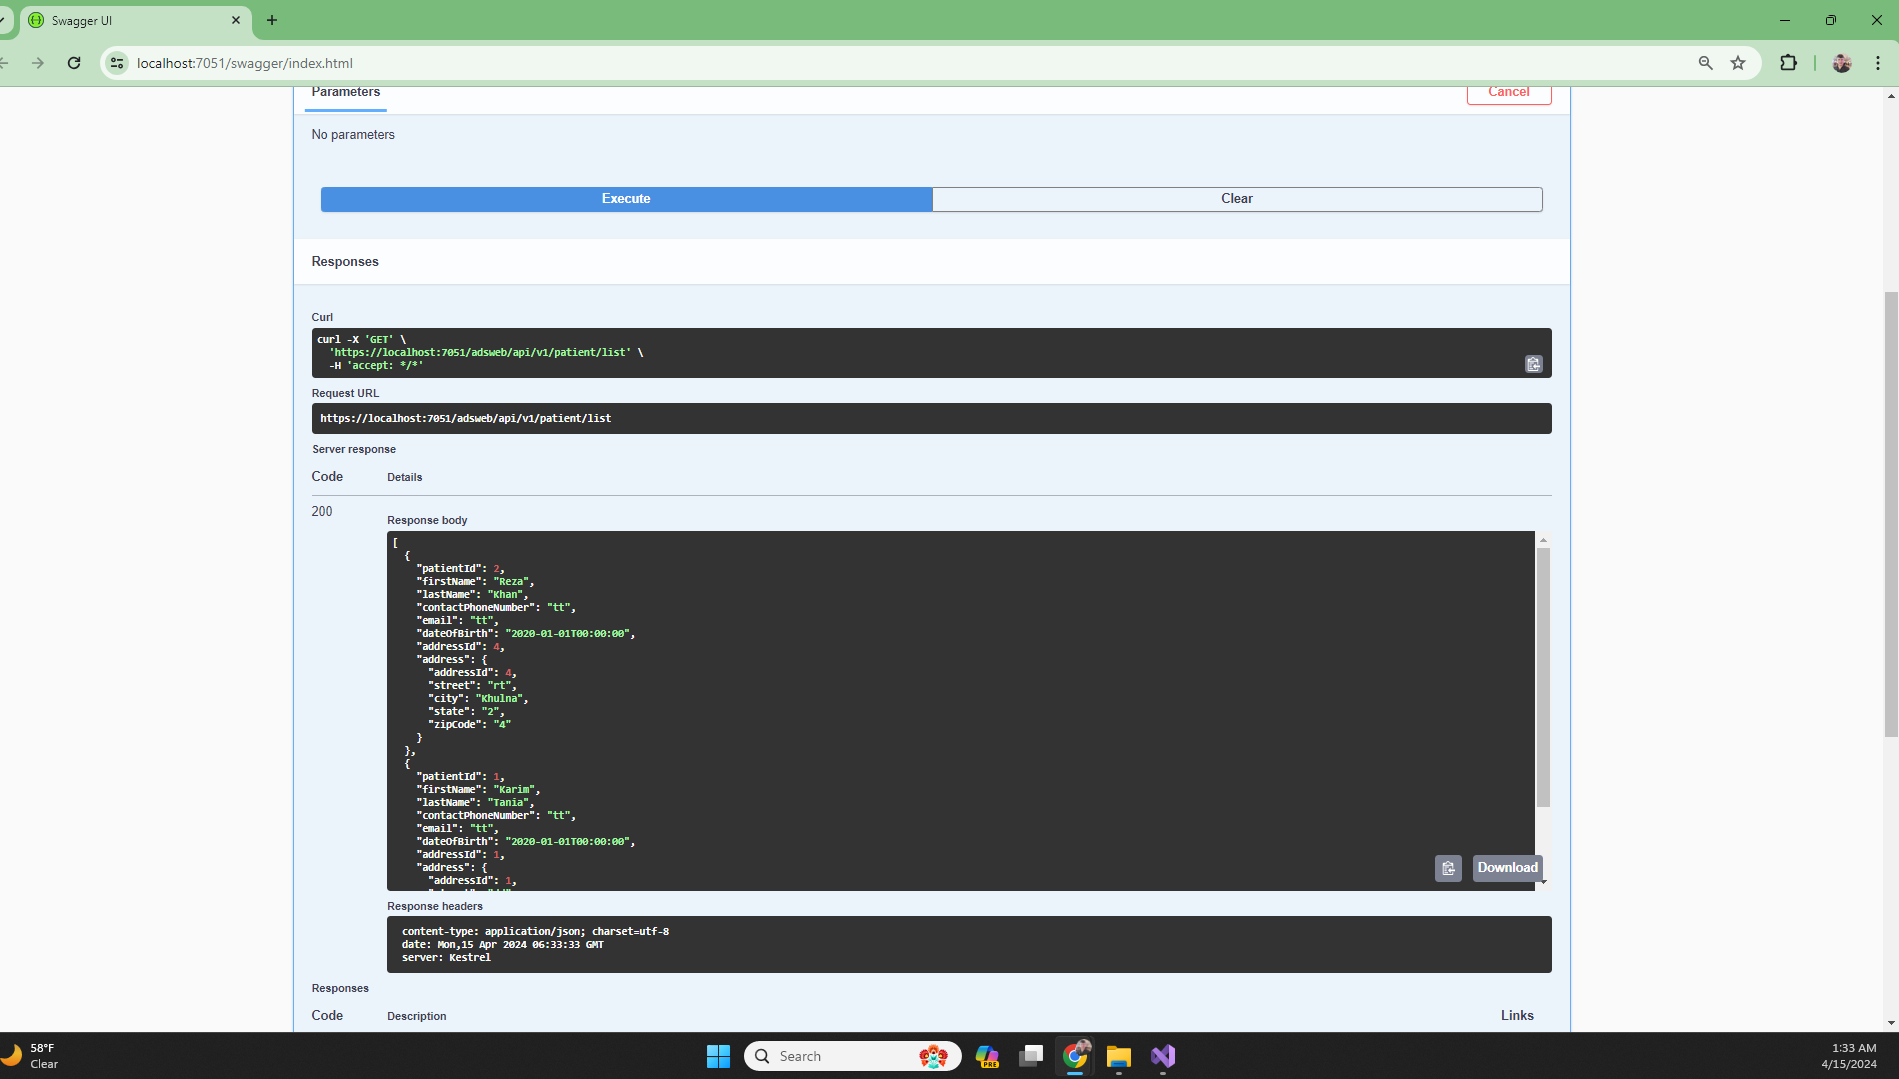 Swagger UI
localhost:7051/swagger/index.html
Parameters
Cancel
No parameters
Execute
Clear
Responses
Curl
curl -X 'GET' \
'https://localhost:7051/adsweb/api/v1/patient/list' \
-H 'accept: */*'
Request URL
https://localhost:7051/adsweb/api/v1/patient/list
Server response
Code Details
200
Response body
[
{
"patientId": 2,
"firstName": "Reza",
"lastName": "Khan",
"contactPhoneNumber": "tt",
"email": "tt",
"dateOfBirth": "2020-01-01T00:00:00",
"addressId": 4,
"address": {
"addressId": 4,
"street": "rt",
"city": "Khulna",
"state": "2",
"zipCode": "4"
}
},
{
"patientId": 1,
"firstName": "Karim",
"lastName": "Tania",
"contactPhoneNumber": "tt",
"email": "tt",
"dateOfBirth": "2020-01-01T00:00:00",
"addressId": 1,
"address": {
"addressId": 1,
Download
Response headers
content-type: application/json; charset=utf-8
date: Mon,15 Apr 2024 06:33:33 GMT
server: Kestrel
Responses
Code Description Links
58°F
Clear
Search
PRE
1:33 AM
4/15/2024